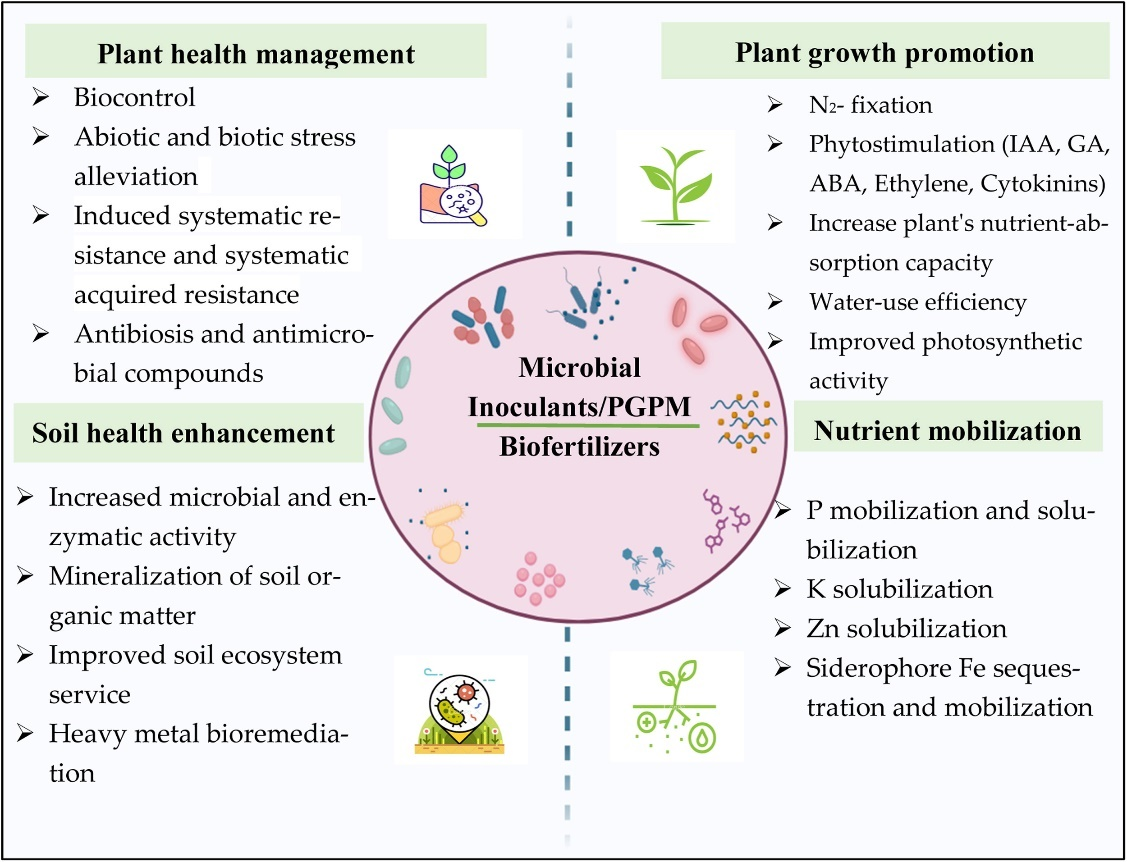 Plant health management
➢ Biocontrol
➢ Abiotic and biotic stress
alleviation
➢ Induced systematic re-
sistance and systematic
acquired resistance
➢ Antibiosis and antimicro-
bial compounds
Plant growth promotion
➢ N₂- fixation
➢ Phytostimulation (IAA, GA,
ABA, Ethylene, Cytokinins)
➢ Increase plant's nutrient-ab-
sorption capacity
➢ Water-use efficiency
➢ Improved photosynthetic
activity
Microbial
Inoculants/PGPM
Biofertilizers
Soil health enhancement
➢ Increased microbial and en-
zymatic activity
➢ Mineralization of soil or-
ganic matter
➢ Improved soil ecosystem
service
➢ Heavy metal bioremedia-
tion
Nutrient mobilization
➢ P mobilization and solu-
bilization
➢ K solubilization
➢ Zn solubilization
➢ Siderophore Fe seques-
tration and mobilization